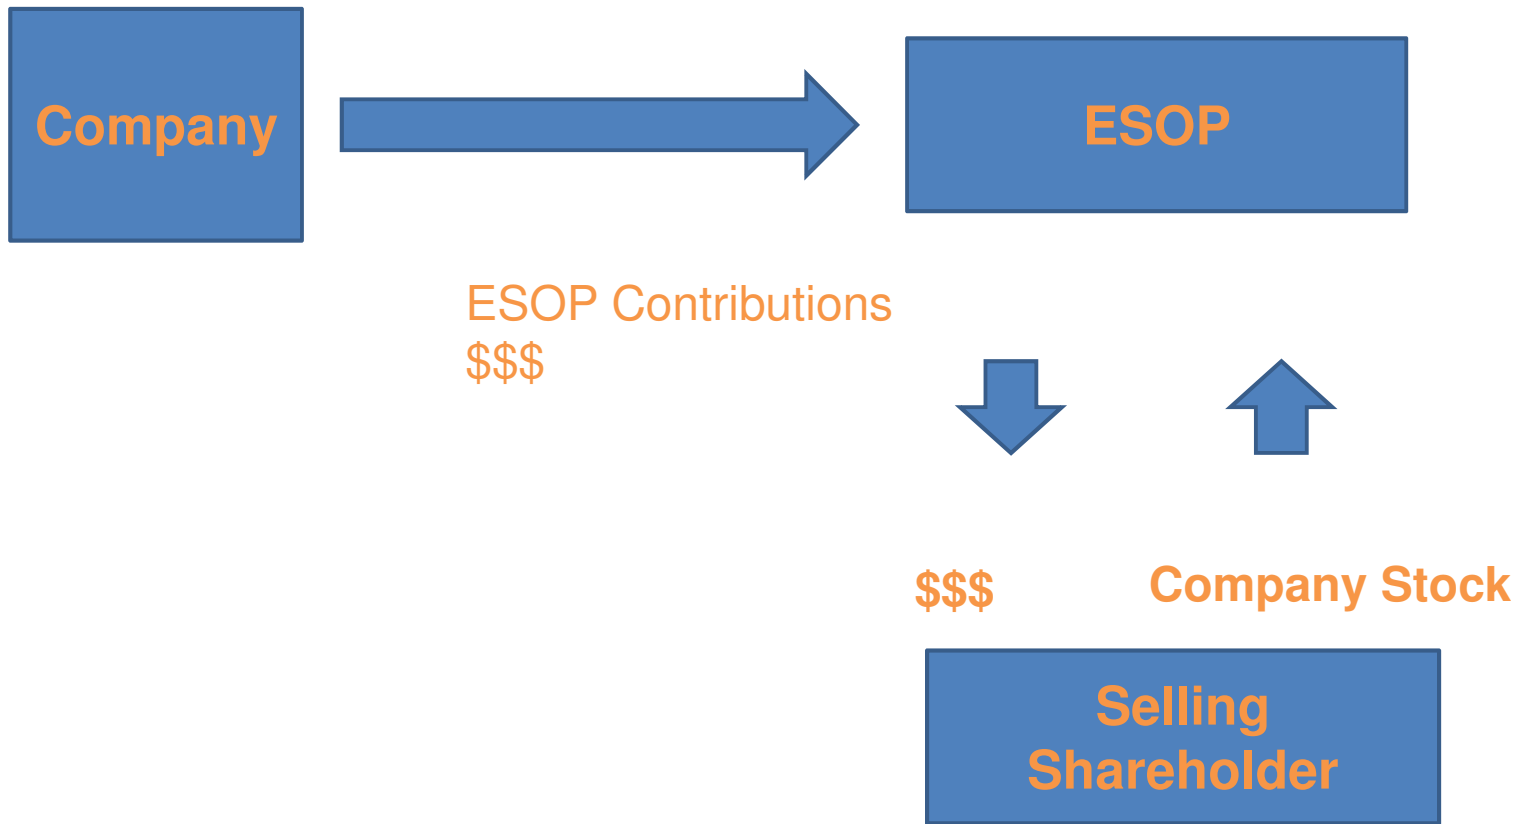 Company
ESOP
ESOP Contributions
$$$
$$$
Company Stock
Selling
Shareholder